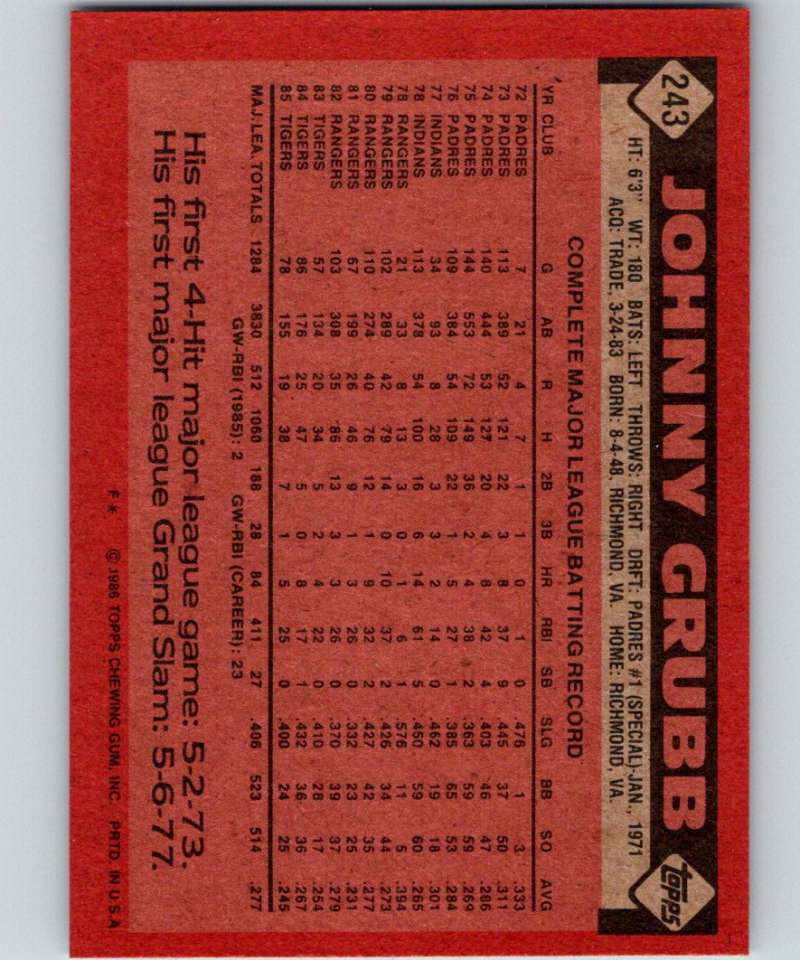 243 JOHNNY GRUBB topps
HT: 6'3" WT: 180 BATS: LEFT THROWS: RIGHT DRFT: PADRES #1 (SPECIAL)-JAN., 1971
ACQ: TRADE, 3-24-83 BORN: 8-4-48, RICHMOND, VA. HOME: RICHMOND, VA.
COMPLETE MAJOR LEAGUE BATTING RECORD
YR CLUB G AB R H 2B 3B HR RBI SB SLG BB SO AVG
72 PADRES 7 21 4 7 1 1 0 1 0 .476 1 3 .333
73 PADRES 113 389 52 121 22 3 8 37 9 .445 37 50 .311
74 PADRES 140 444 53 127 20 4 8 42 4 .403 46 47 .286
75 PADRES 144 553 72 149 36 2 4 38 2 .363 59 59 .269
76 PADRES 109 384 54 109 22 1 5 27 1 .385 65 53 .284
77 INDIANS 34 93 8 28 3 3 2 14 0 .462 19 18 .301
78 INDIANS 113 378 54 100 16 6 14 61 5 .450 59 60 .265
78 RANGERS 21 33 8 13 3 0 1 6 1 .576 11 5 .394
79 RANGERS 102 289 42 79 14 0 10 37 2 .426 34 44 .273
80 RANGERS 110 274 40 76 12 1 9 32 2 .427 42 35 .277
81 RANGERS 67 199 26 46 9 1 3 26 0 .332 23 25 .231
82 RANGERS 103 308 35 86 13 3 3 26 0 .370 39 37 .279
83 TIGERS 57 134 20 34 5 2 4 22 0 .410 28 17 .254
84 TIGERS 86 176 25 47 5 0 8 17 1 .432 36 36 .267
85 TIGERS 78 155 19 38 7 1 5 25 0 .400 24 25 .245
MAJ.LEA. TOTALS 1284 3830 512 1060 188 28 84 411 27 .406 523 514 .277
GW-RBI (1985): 2 GW-RBI (CAREER): 23
His first 4-Hit major league game: 5-2-73.
His first major league Grand Slam: 5-6-77.
F* © 1986 TOPPS CHEWING GUM, INC. PRTD. IN U.S.A